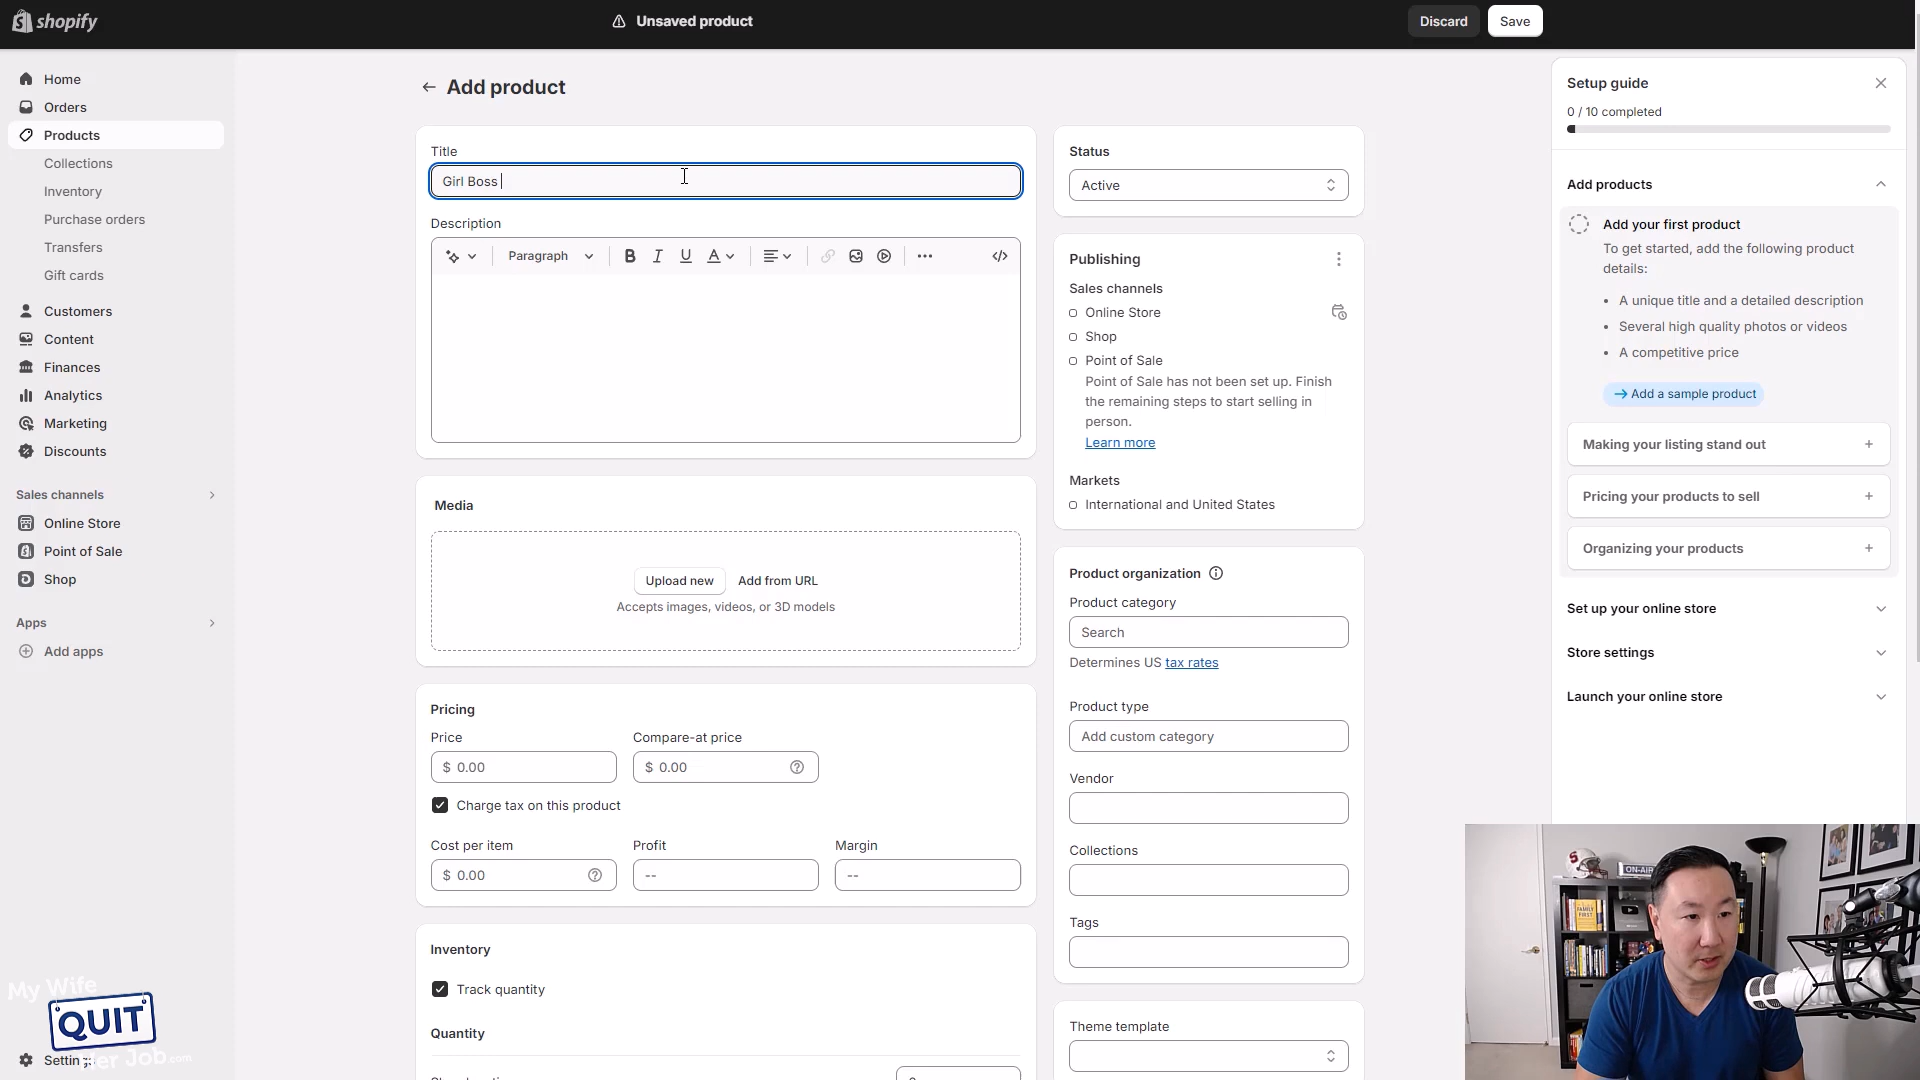 shopify
Unsaved product
Discard
Save
Home
Orders
Products
Collections
Inventory
Purchase orders
Transfers
Gift cards
Customers
Content
Finances
Analytics
Marketing
Discounts
Sales channels
Online Store
Point of Sale
Shop
Apps
Add apps
Settings
Add product
Title
Girl Boss
Description
Paragraph
Media
Upload new
Add from URL
Accepts images, videos, or 3D models
Pricing
Price
Compare-at price
$ 0.00
$ 0.00
Charge tax on this product
Cost per item
Profit
Margin
$ 0.00
--
--
Inventory
Track quantity
Quantity
Status
Active
Publishing
Sales channels
Online Store
Shop
Point of Sale
Point of Sale has not been set up. Finish
the remaining steps to start selling in
person.
Learn more
Markets
International and United States
Product organization
Product category
Search
Determines US tax rates
Product type
Add custom category
Vendor
Collections
Tags
Theme template
Setup guide
0 / 10 completed
Add products
Add your first product
To get started, add the following product
details:
• A unique title and a detailed description
• Several high quality photos or videos
• A competitive price
Add a sample product
Making your listing stand out
Pricing your products to sell
Organizing your products
Set up your online store
Store settings
Launch your online store
ON-AIR
FAMILY
FIRST
My Wife
QUIT
Her Job.com